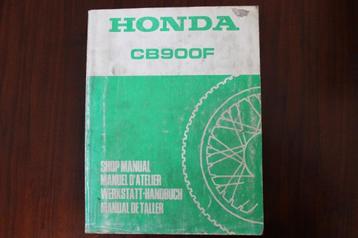 HONDA
CB900F
SHOP MANUAL
MANUEL D'ATELIER
WERKSTATT-HANDBUCH
MANUAL DE TALLER